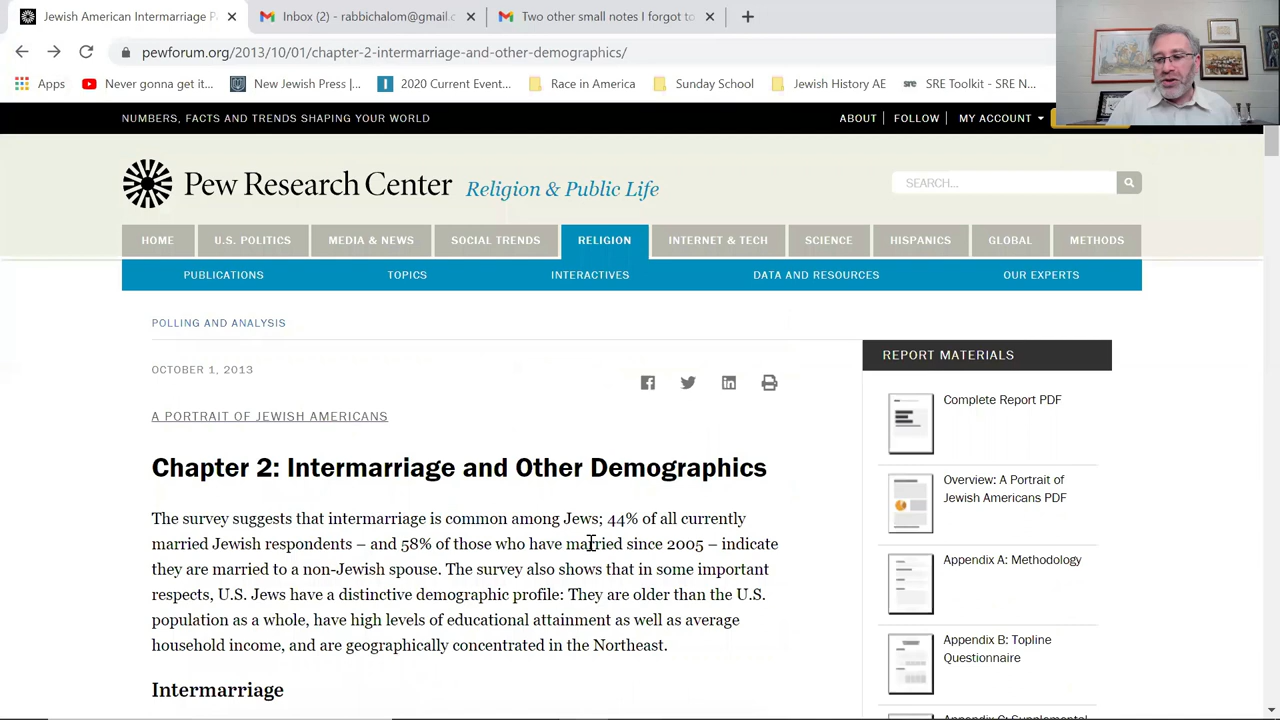 Jewish American Intermarriage P
Inbox (2) - rabbichalom@gmail
Two other small notes I forgot to
pewforum.org/2013/10/01/chapter-2-intermarriage-and-other-demographics/
Apps
Never gonna get it...
New Jewish Press |...
2020 Current Event...
Race in America
Sunday School
Jewish History AE
sre
SRE Toolkit — SRE N...
NUMBERS, FACTS AND TRENDS SHAPING YOUR WORLD
ABOUT
FOLLOW
MY ACCOUNT
Pew Research Center
Religion & Public Life
SEARCH...
HOME
U.S. POLITICS
MEDIA & NEWS
SOCIAL TRENDS
RELIGION
INTERNET & TECH
SCIENCE
HISPANICS
GLOBAL
METHODS
PUBLICATIONS
TOPICS
INTERACTIVES
DATA AND RESOURCES
OUR EXPERTS
POLLING AND ANALYSIS
OCTOBER 1, 2013
A PORTRAIT OF JEWISH AMERICANS
Chapter 2: Intermarriage and Other Demographics
The survey suggests that intermarriage is common among Jews; 44% of all currently
married Jewish respondents – and 58% of those who have married since 2005 – indicate
they are married to a non-Jewish spouse. The survey also shows that in some important
respects, U.S. Jews have a distinctive demographic profile: They are older than the U.S.
population as a whole, have high levels of educational attainment as well as average
household income, and are geographically concentrated in the Northeast.
Intermarriage
REPORT MATERIALS
Complete Report PDF
Overview: A Portrait of
Jewish Americans PDF
Appendix A: Methodology
Appendix B: Topline
Questionnaire
Appendix C: Supplemental